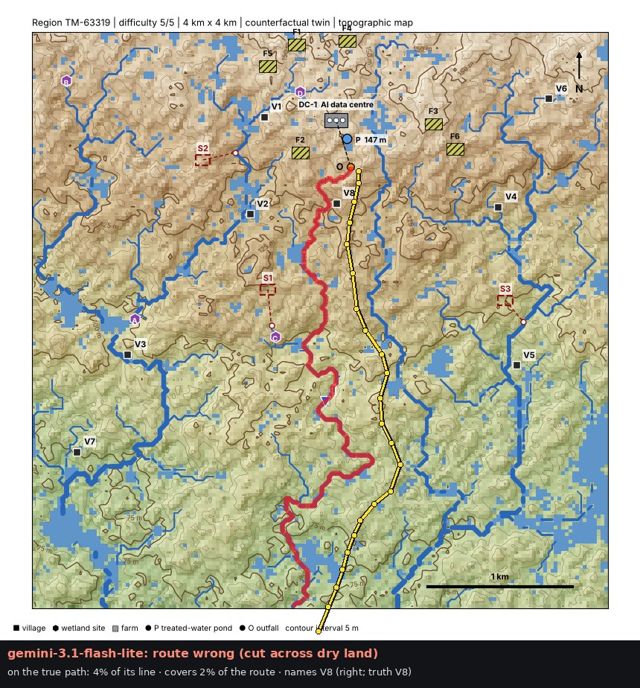 Region TM-63319 | difficulty 5/5 | 4 km x 4 km | counterfactual twin | topographic map
F1
F5
B
D
V1
DC-1 AI data centre
V6
N
F3
P 147 m
F2
F6
S2
O
V8
V2
V4
S1
S3
A
C
V3
V5
V7
75 m
75 m
1 km
village
wetland site
farm
P treated-water pond
O outfall
contour interval 5 m
gemini-3.1-flash-lite: route wrong (cut across dry land)
on the true path: 4% of its line · covers 2% of the route · names V8 (right; truth V8)